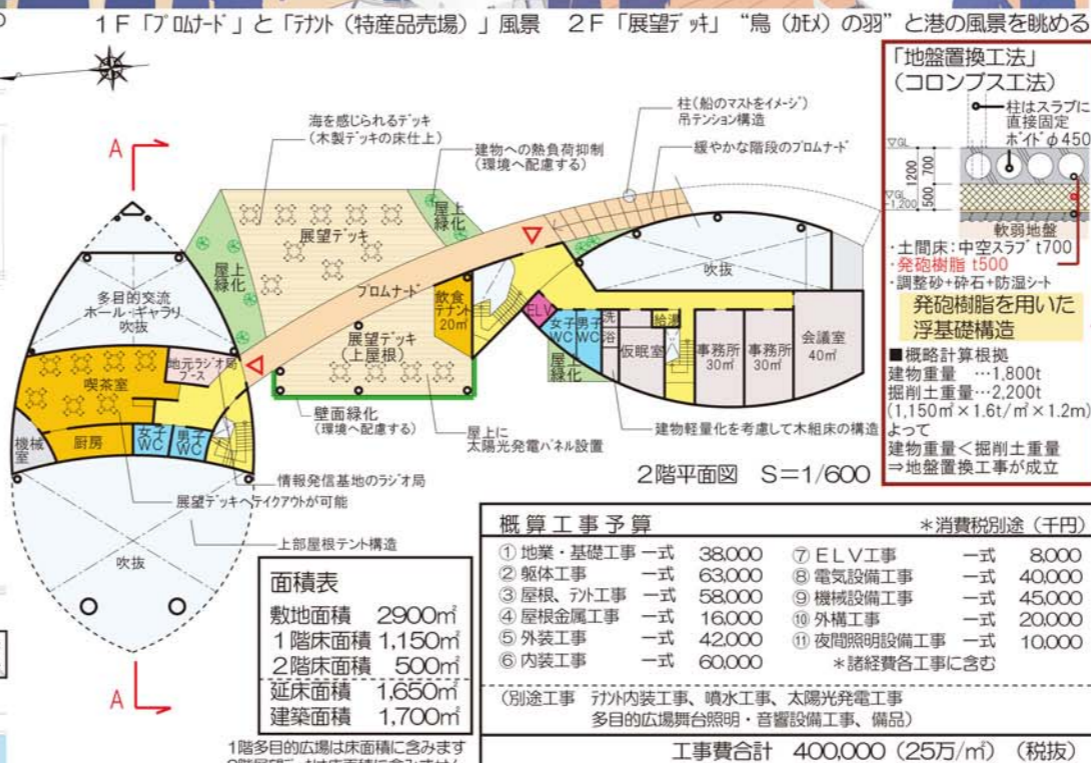 1F「プロムナード」と「テナント（特産品売場）」風景　2F「展望デッキ」“鳥（カモメ）の羽”と港の風景を眺める
A
海を感じられるデッキ
（木製デッキの床仕上）
建物への熱負荷抑制
（環境へ配慮する）
柱（船のマストをイメージ）
吊テンション構造
緩やかな階段のプロムナード
屋上
緑化
展望デッキ
屋上
緑化
多目的交流
ホール・ギャラリ
吹抜
プロムナード
飲食
テナント
20㎡
吹抜
展望デッキ
（上屋根）
地元ラジオ局
ブース
喫茶室
機械
室
厨房
女子
WC
男子
WC
ELV
女子
WC
男子
WC
洗
浴
仮眠室
給湯
事務所
30㎡
事務所
30㎡
会議室
40㎡
屋上
緑化
壁面緑化
（環境へ配慮する）
屋上に
太陽光発電パネル設置
建物軽量化を考慮して木組床の構造
情報発信基地のラジオ局
展望デッキへテイクアウトが可能
上部屋根テント構造
吹抜
A
2階平面図　S＝1/600
「地盤置換工法」
（コロンブス工法）
柱はスラブに
直接固定
ボイドφ450
▽GL
1200
700
500
▽GL
-1,200
軟弱地盤
・土間床：中空スラブ t700
・発砲樹脂 t500
・調整砂+砕石+防湿シート
発砲樹脂を用いた
浮基礎構造
■概略計算根拠
建物重量　…1,800t
掘削土重量…2,200t
(1,150㎡×1.6t/㎡×1.2m)
よって
建物重量＜掘削土重量
⇒地盤置換工事が成立
面積表
敷地面積　2900㎡
1階床面積 1,150㎡
2階床面積　500㎡
延床面積　1,650㎡
建築面積　1,700㎡
1階多目的広場は床面積に含みます
2階展望デッキは床面積に含みません
概算工事予算　＊消費税別途（千円）
① 地業・基礎工事 一式　38,000
② 躯体工事　一式　63,000
③ 屋根、テント工事　一式　58,000
④ 屋根金属工事　一式　16,000
⑤ 外装工事　一式　42,000
⑥ 内装工事　一式　60,000
⑦ ELV工事　一式　8,000
⑧ 電気設備工事　一式　40,000
⑨ 機械設備工事　一式　45,000
⑩ 外構工事　一式　20,000
⑪ 夜間照明設備工事　一式　10,000
＊諸経費各工事に含む
（別途工事　テナント内装工事、噴水工事、太陽光発電工事
多目的広場舞台照明・音響設備工事、備品）
工事費合計　400,000（25万/㎡）（税抜）